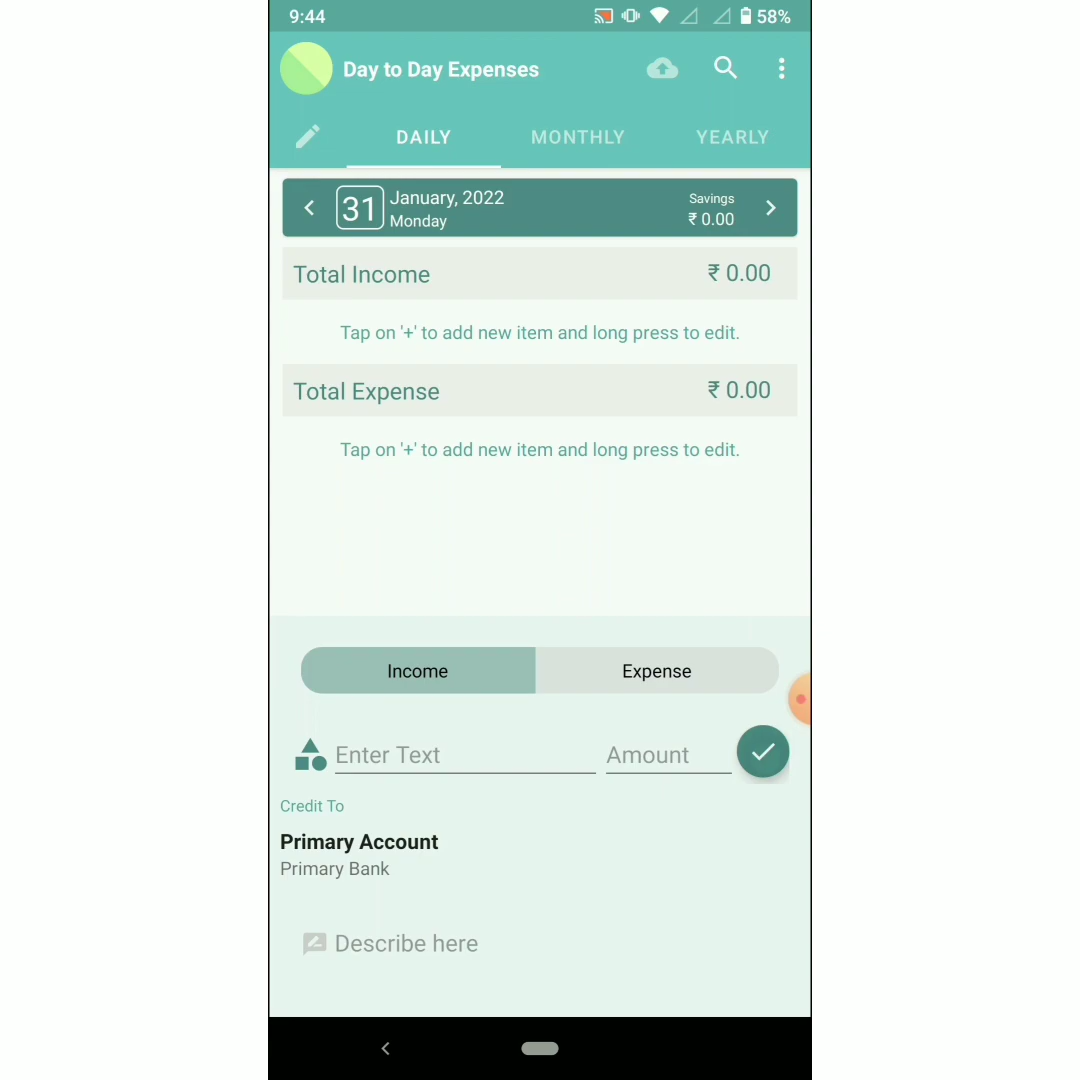 9:44
58%
Day to Day Expenses
DAILY MONTHLY YEARLY
31 January, 2022
Monday
Savings
₹ 0.00
Total Income ₹ 0.00
Tap on '+' to add new item and long press to edit.
Total Expense ₹ 0.00
Tap on '+' to add new item and long press to edit.
Income Expense
Enter Text Amount
Credit To
Primary Account
Primary Bank
Describe here